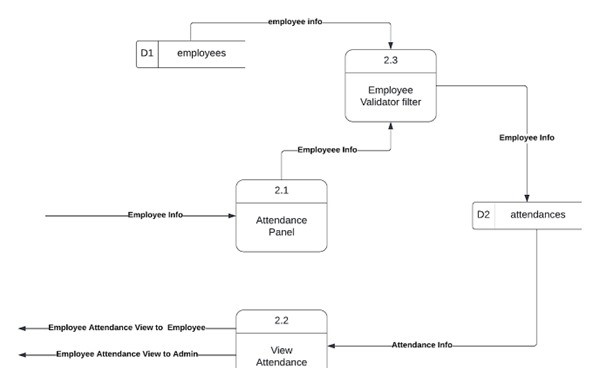 employee info
D1 employees
2.3
Employee
Validator filter
Employee Info
Employeee Info
2.1
Attendance
Panel
Employee Info
D2 attendances
2.2
View
Attendance
Employee Attendance View to Employee
Employee Attendance View to Admin
Attendance Info